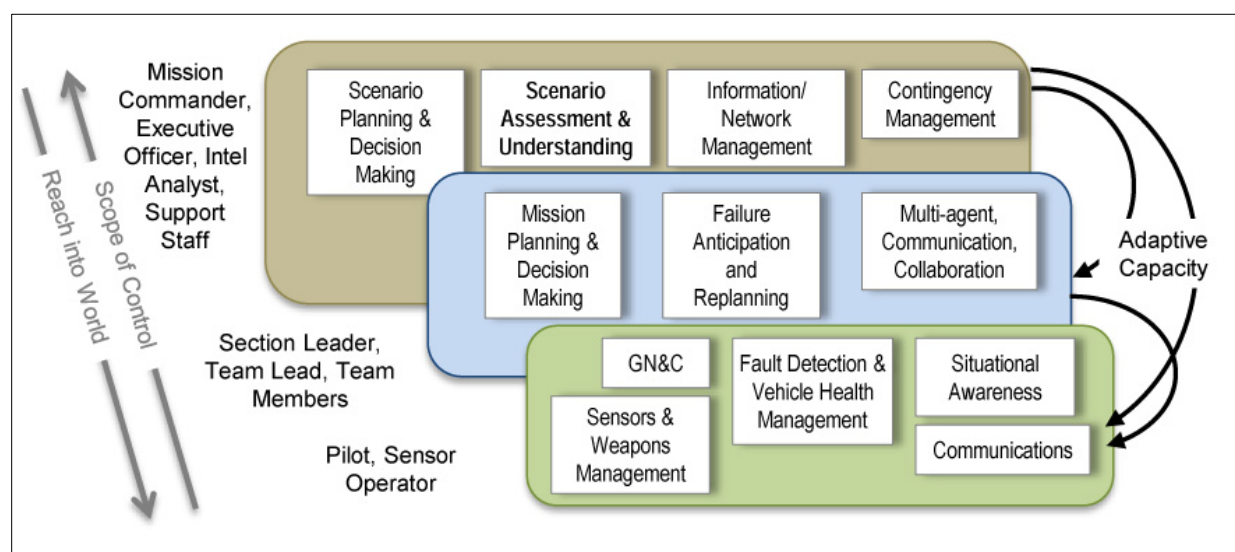 Mission
Commander,
Executive
Officer, Intel
Analyst,
Support
Staff
Scenario
Planning &
Decision
Making
Scenario
Assessment &
Understanding
Information/
Network
Management
Contingency
Management
Mission
Planning &
Decision
Making
Failure
Anticipation
and
Replanning
Multi-agent,
Communication,
Collaboration
Adaptive
Capacity
Scope of Control
Reach into World
Section Leader,
Team Lead, Team
Members
GN&C
Fault Detection &
Vehicle Health
Management
Situational
Awareness
Sensors &
Weapons
Management
Communications
Pilot, Sensor
Operator